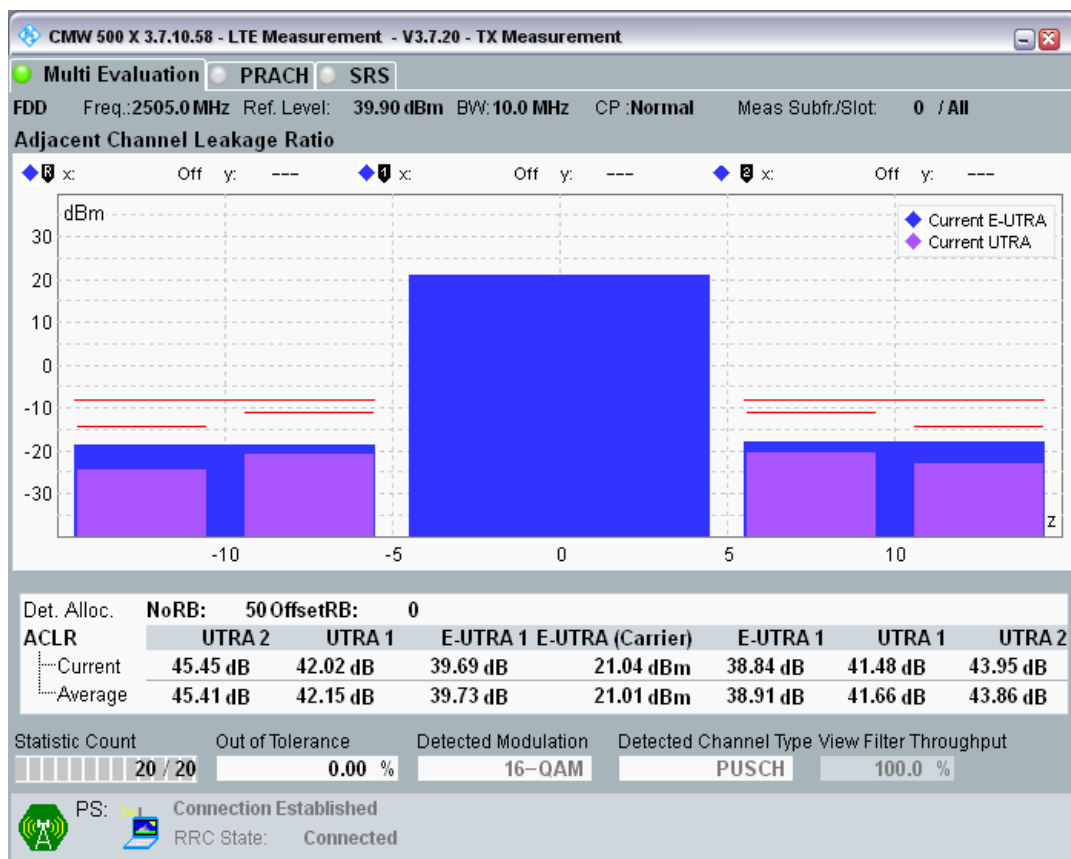 CMW 500 X 3.7.10.58 - LTE Measurement - V3.7.20 - TX Measurement
Multi Evaluation PRACH SRS
FDD Freq.:2505.0 MHz Ref. Level: 39.90 dBm BW: 10.0 MHz CP :Normal Meas Subfr./Slot: 0 / All
Adjacent Channel Leakage Ratio
R x: Off y: --- 1 x: Off y: --- 2 x: Off y: ---
dBm
Current E-UTRA
Current UTRA
30
20
10
0
-10
-20
-30
z
-10 -5 0 5 10
Det. Alloc. NoRB: 50 OffsetRB: 0
ACLR UTRA 2 UTRA 1 E-UTRA 1 E-UTRA (Carrier) E-UTRA 1 UTRA 1 UTRA 2
Current 45.45 dB 42.02 dB 39.69 dB 21.04 dBm 38.84 dB 41.48 dB 43.95 dB
Average 45.41 dB 42.15 dB 39.73 dB 21.01 dBm 38.91 dB 41.66 dB 43.86 dB
Statistic Count Out of Tolerance Detected Modulation Detected Channel Type View Filter Throughput
20 / 20 0.00 % 16-QAM PUSCH 100.0 %
PS: Connection Established
RRC State: Connected